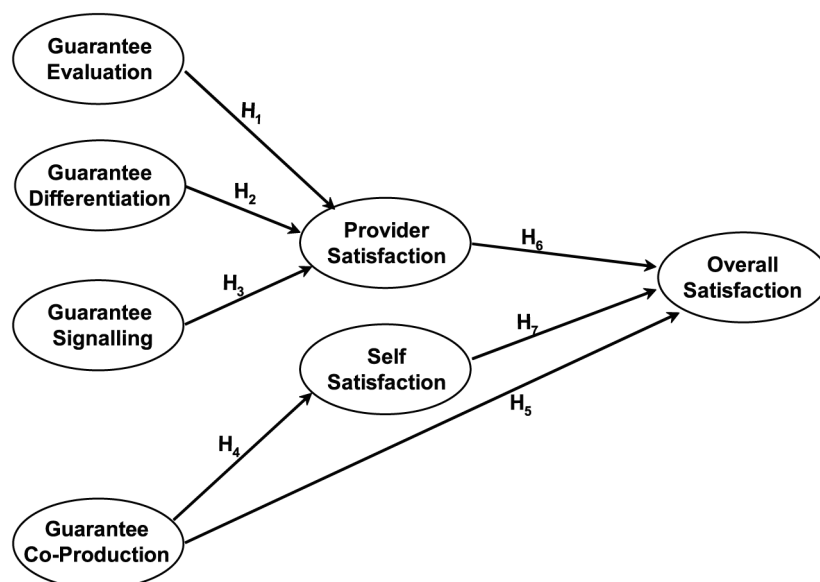 Guarantee
Evaluation
H₁
Guarantee
Differentiation
H₂
Provider
Satisfaction
H₆
Overall
Satisfaction
H₃
Guarantee
Signalling
H₇
Self
Satisfaction
H₅
H₄
Guarantee
Co-Production